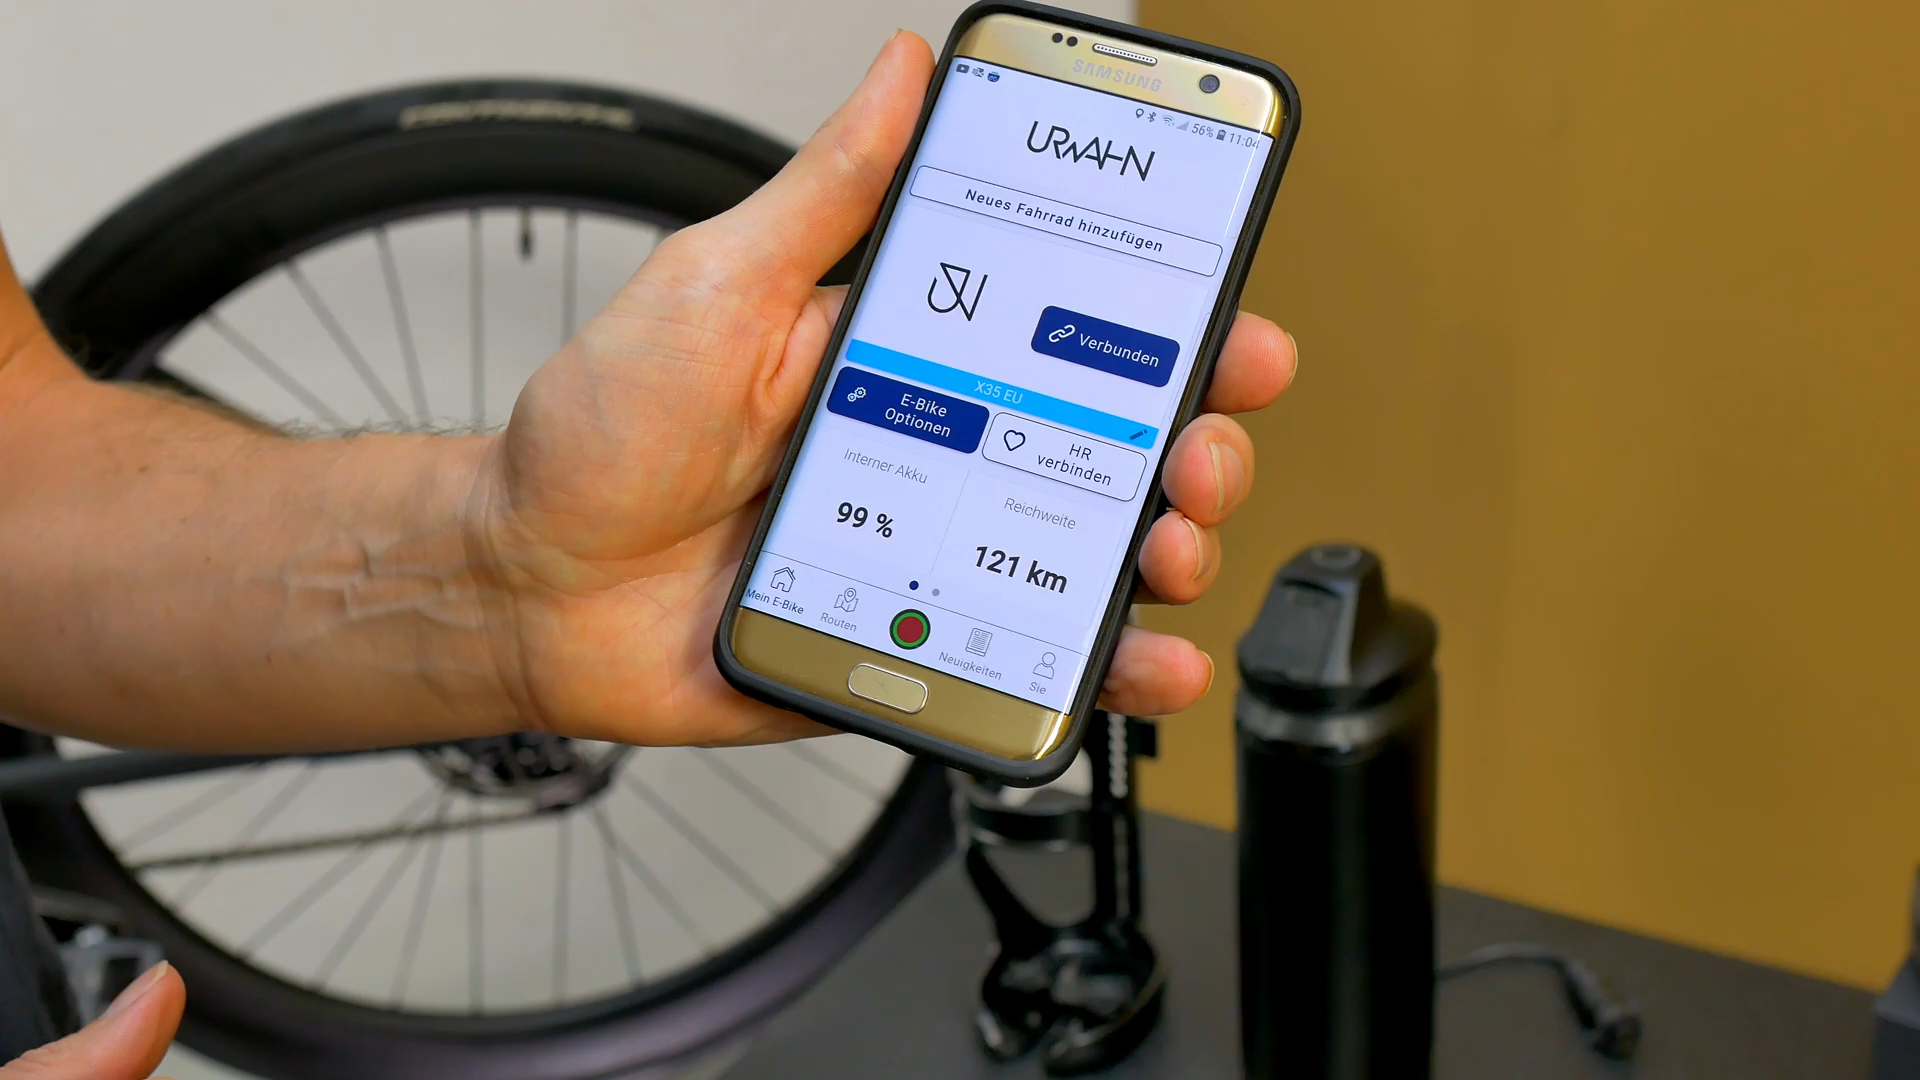 CONTINENTAL
SAMSUNG
56% 11:04
URWAHN
Neues Fahrrad hinzufügen
Verbunden
X35 EU
E-Bike
Optionen
HR
verbinden
Interner Akku
99 %
Reichweite
121 km
Mein E-Bike
Routen
Neuigkeiten
Sie